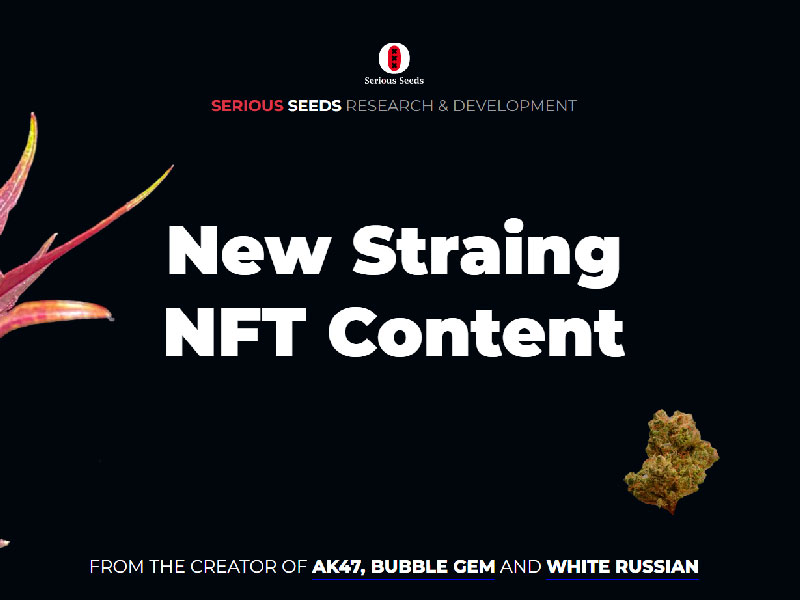 Serious Seeds
SERIOUS SEEDS RESEARCH & DEVELOPMENT
New Straing
NFT Content
FROM THE CREATOR OF AK47, BUBBLE GEM AND WHITE RUSSIAN